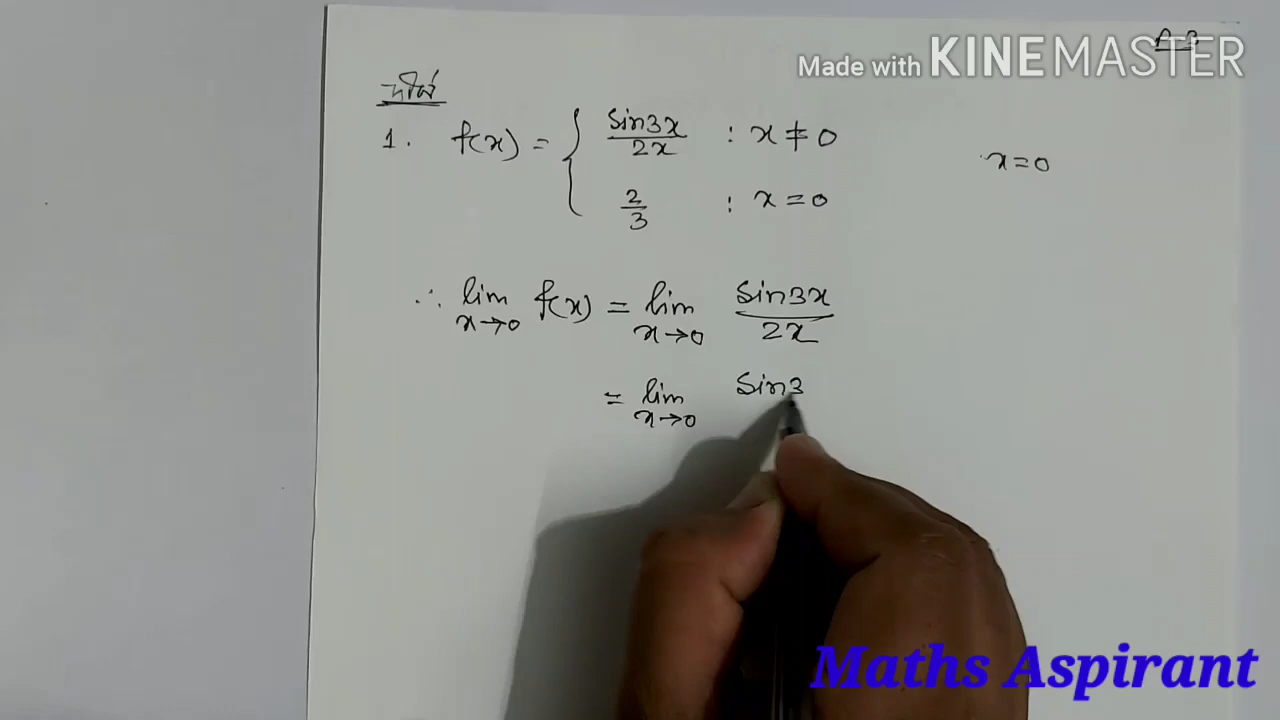 Made with KINEMASTER
1. f(x) = { sin3x/2x : x ≠ 0
x = 0
2/3 : x = 0
∴ lim x→0 f(x) = lim x→0 sin3x/2x
= lim x→0 sin3
Maths Aspirant